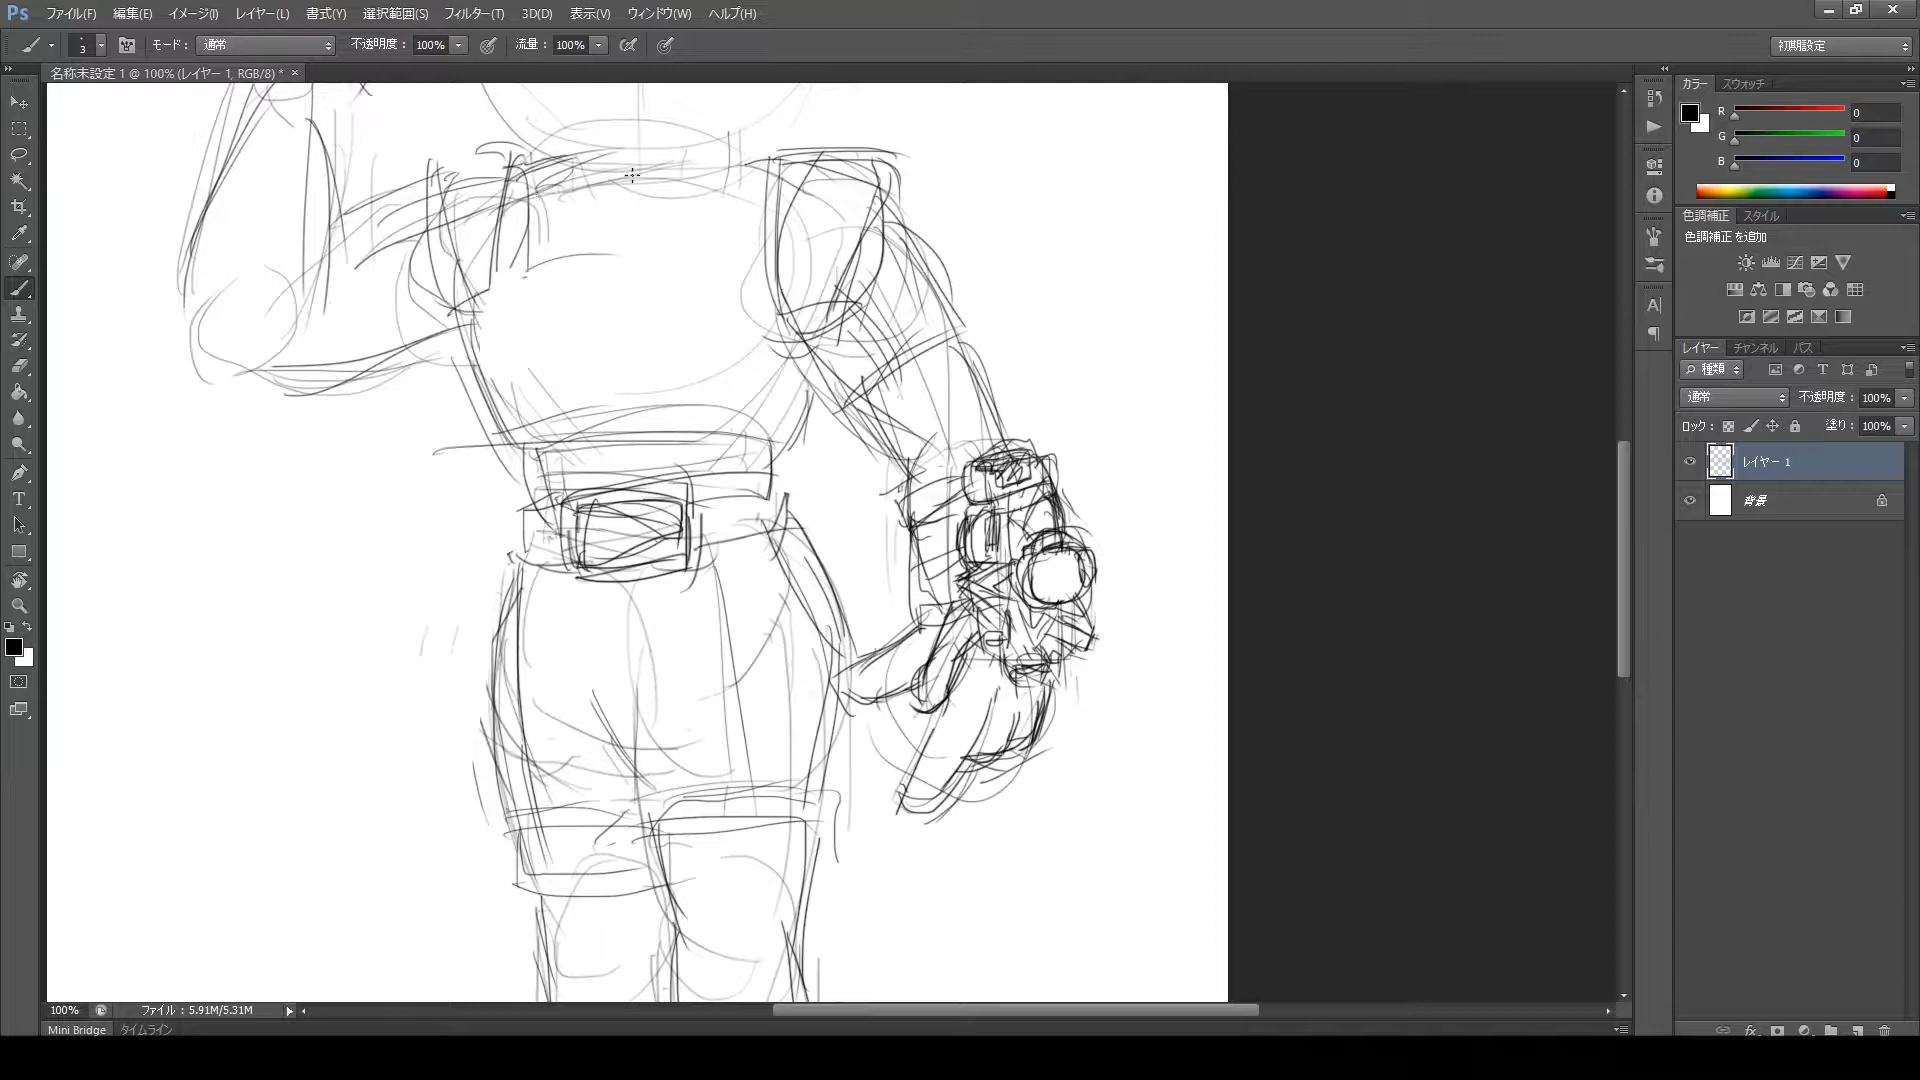 Ps ファイル(F) 編集(E) イメージ(I) レイヤー(L) 書式(Y) 選択範囲(S) フィルター(T) 3D(D) 表示(V) ウィンドウ(W) ヘルプ(H)
3 モード： 通常 不透明度： 100% 流量： 100% 初期設定
名称未設定 1 @ 100% (レイヤー 1, RGB/8) * ×
カラー スウォッチ
R 0
G 0
B 0
色調補正 スタイル
色調補正を追加
レイヤー チャンネル パス
種類
通常 不透明度： 100%
ロック： 塗り： 100%
レイヤー 1
背景
100% ファイル：5.91M/5.31M
Mini Bridge タイムライン